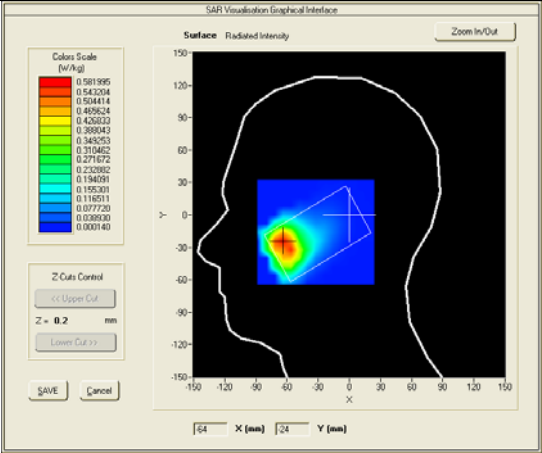 SAR Visualisation Graphical Interface
Surface Radiated Intensity
Zoom In/Out
Colors Scale
(W/kg)
0.581995
0.543204
0.504414
0.465624
0.426833
0.388043
0.349253
0.310462
0.271672
0.232882
0.194091
0.155301
0.116511
0.077720
0.038930
0.000140
150
120
90
60
30
0
-30
-60
-90
-120
-150
Y
-150 -120 -90 -60 -30 0 30 60 90 120 150
X
Z-Cuts Control
<< Upper Cut
Z = 0.2 mm
Lower Cut >>
SAVE Cancel
-64 X (mm) -24 Y (mm)